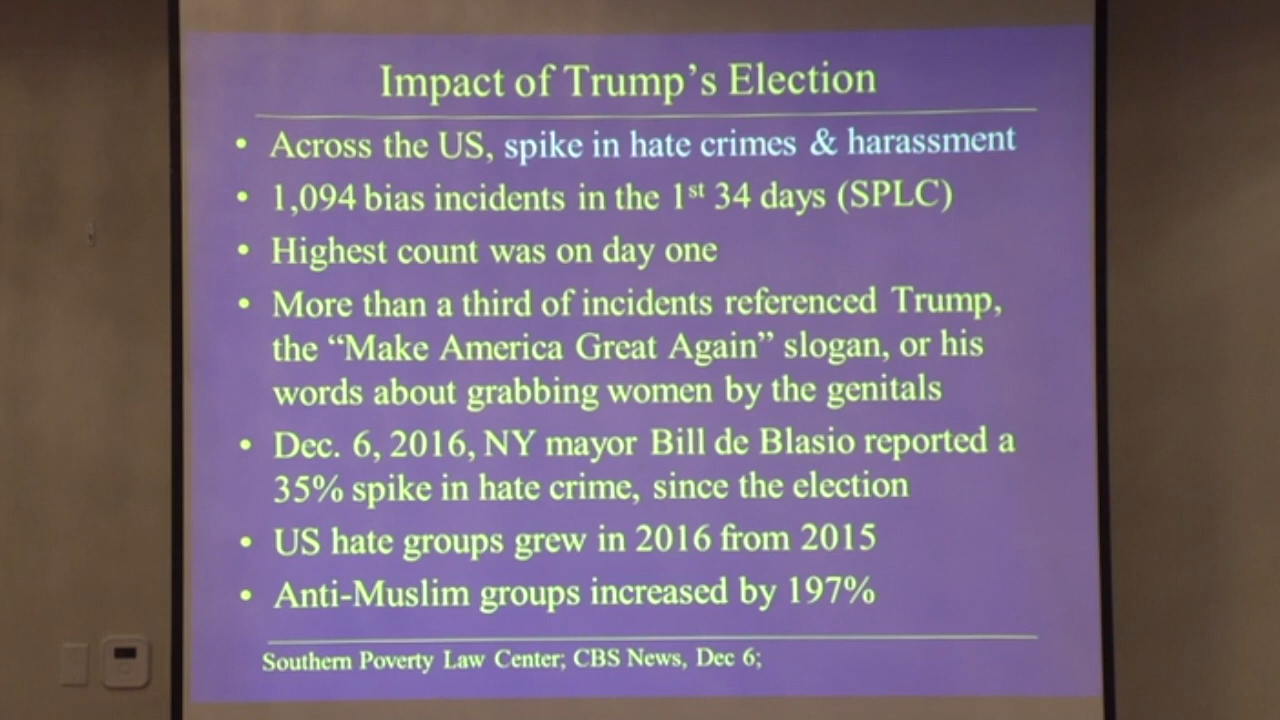 Impact of Trump's Election
• Across the US, spike in hate crimes & harassment
• 1,094 bias incidents in the 1st 34 days (SPLC)
• Highest count was on day one
• More than a third of incidents referenced Trump,
the “Make America Great Again” slogan, or his
words about grabbing women by the genitals
• Dec. 6, 2016, NY mayor Bill de Blasio reported a
35% spike in hate crime, since the election
• US hate groups grew in 2016 from 2015
• Anti-Muslim groups increased by 197%
Southern Poverty Law Center; CBS News, Dec 6;